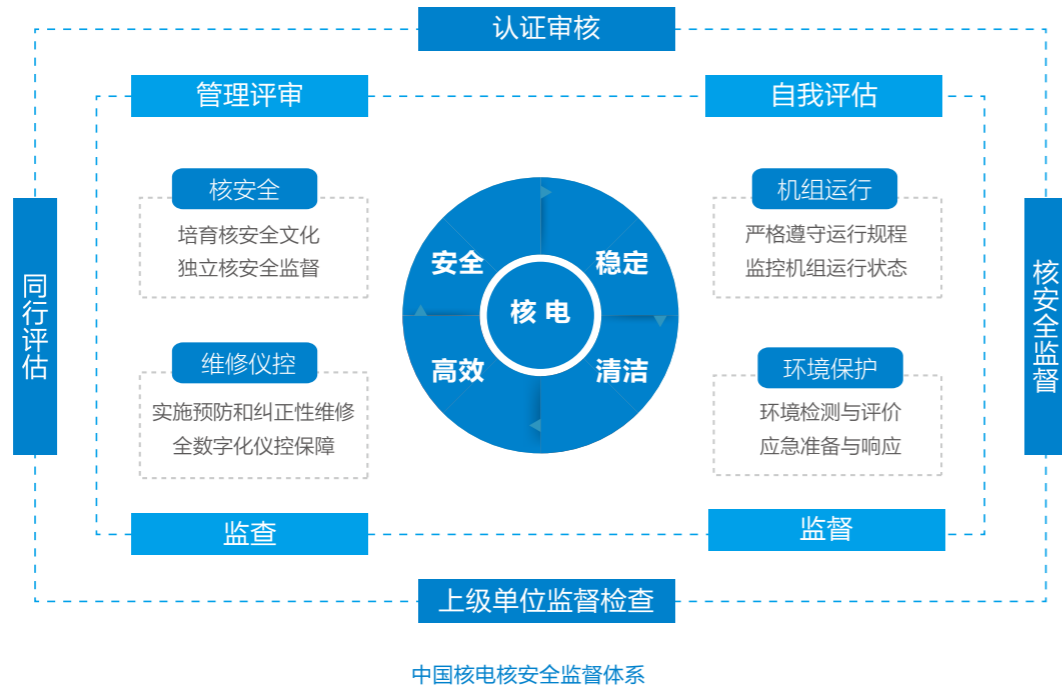 认证审核
管理评审
自我评估
核安全
培育核安全文化
独立核安全监督
机组运行
严格遵守运行规程
监控机组运行状态
同行评估
安全
稳定
核电
高效
清洁
核安全监督
维修仪控
实施预防和纠正性维修
全数字化仪控保障
环境保护
环境检测与评价
应急准备与响应
监查
监督
上级单位监督检查
中国核电核安全监督体系